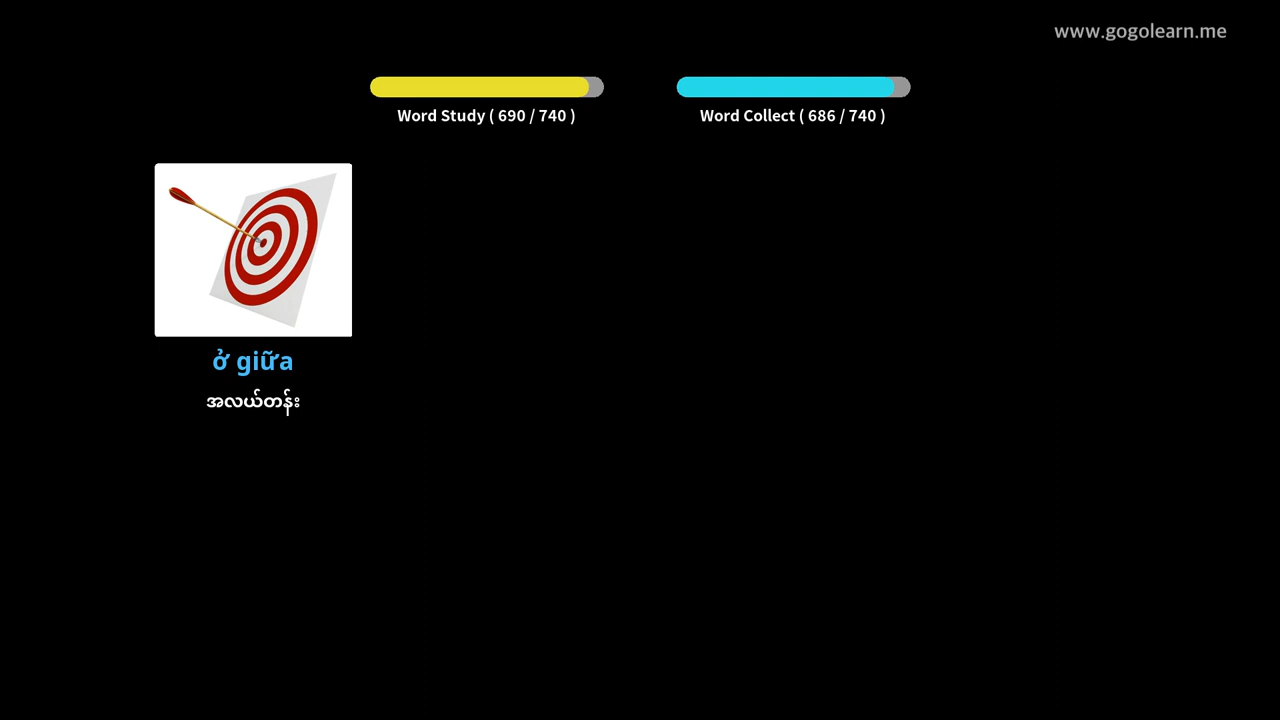 www.gogolearn.me
Word Study ( 690 / 740 )
Word Collect ( 686 / 740 )
ở giữa
အလယ်တန်း